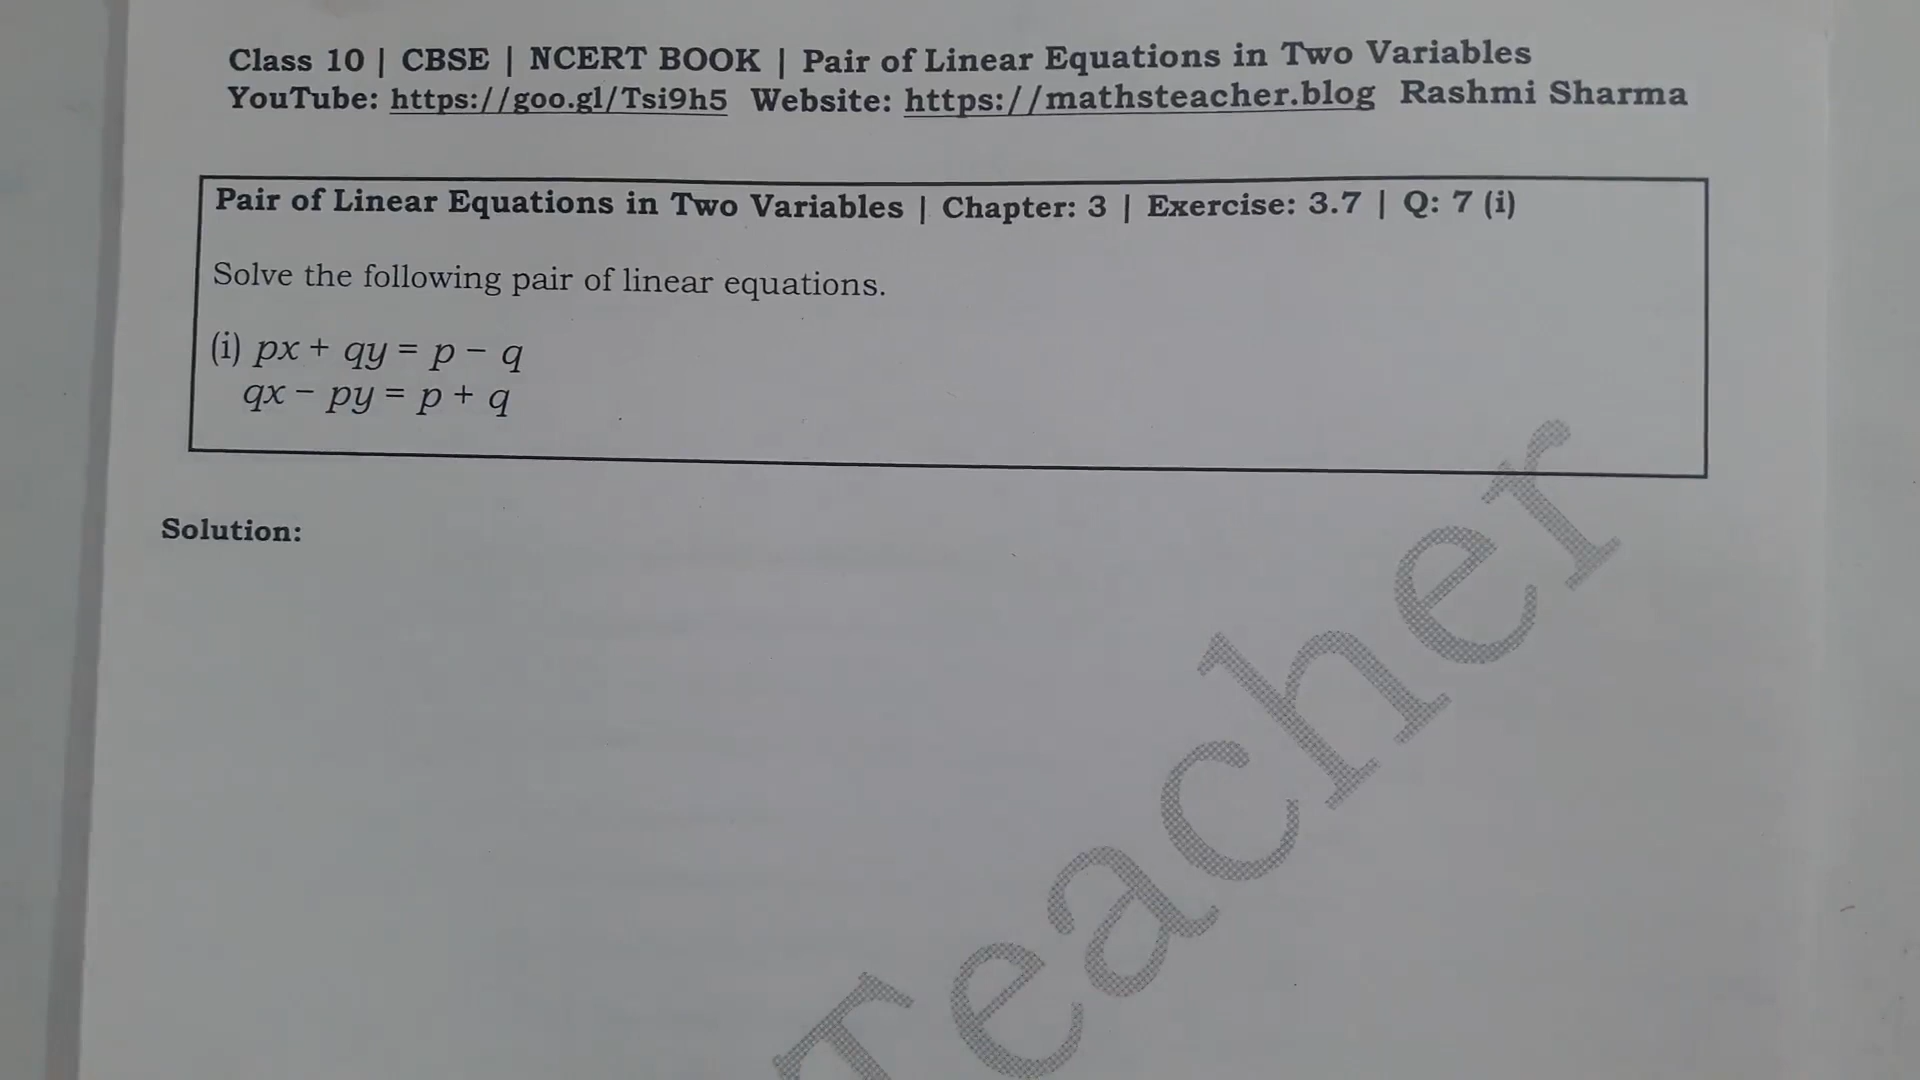 Class 10 | CBSE | NCERT BOOK | Pair of Linear Equations in Two Variables
YouTube: https://goo.gl/Tsi9h5 Website: https://mathsteacher.blog Rashmi Sharma
Pair of Linear Equations in Two Variables | Chapter: 3 | Exercise: 3.7 | Q: 7 (i)
Solve the following pair of linear equations.
(i) px + qy = p − q
qx − py = p + q
Solution:
Teacher